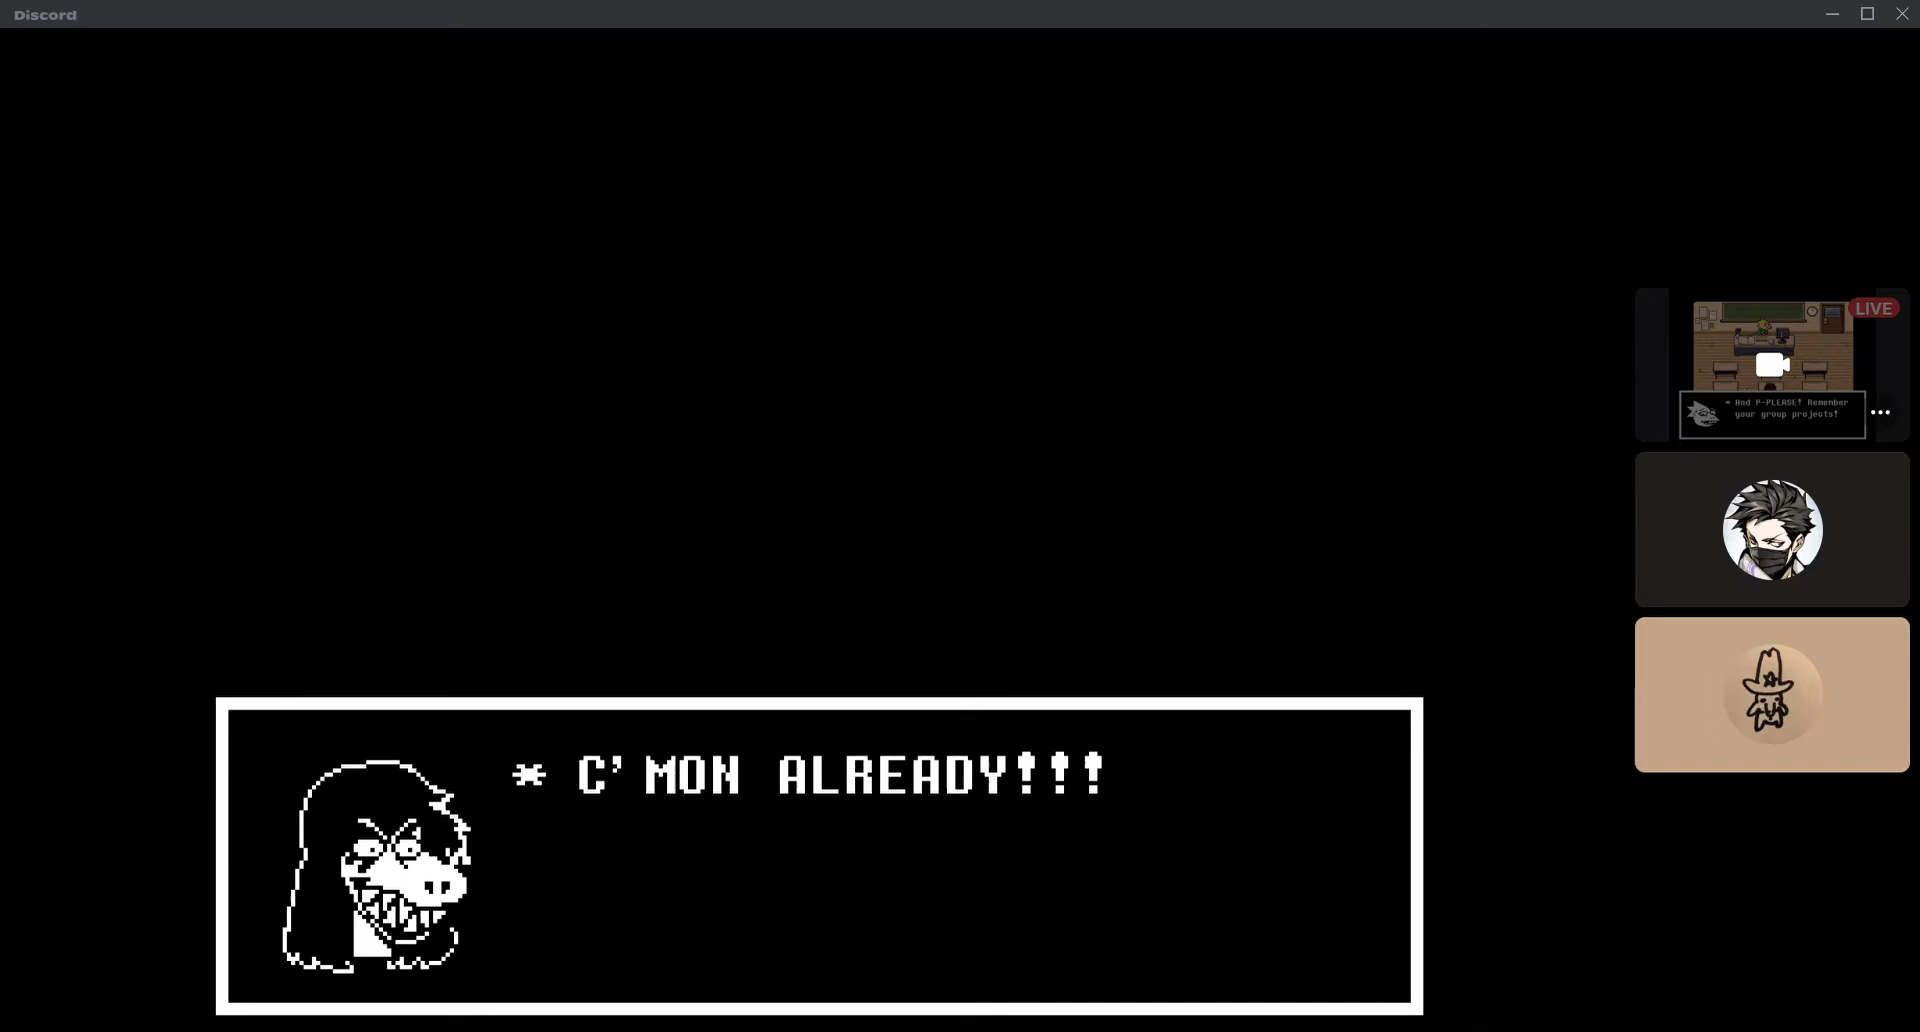 Discord
LIVE
* And P-PLEASE! Remember
your group projects!
* C'MON ALREADY!!!